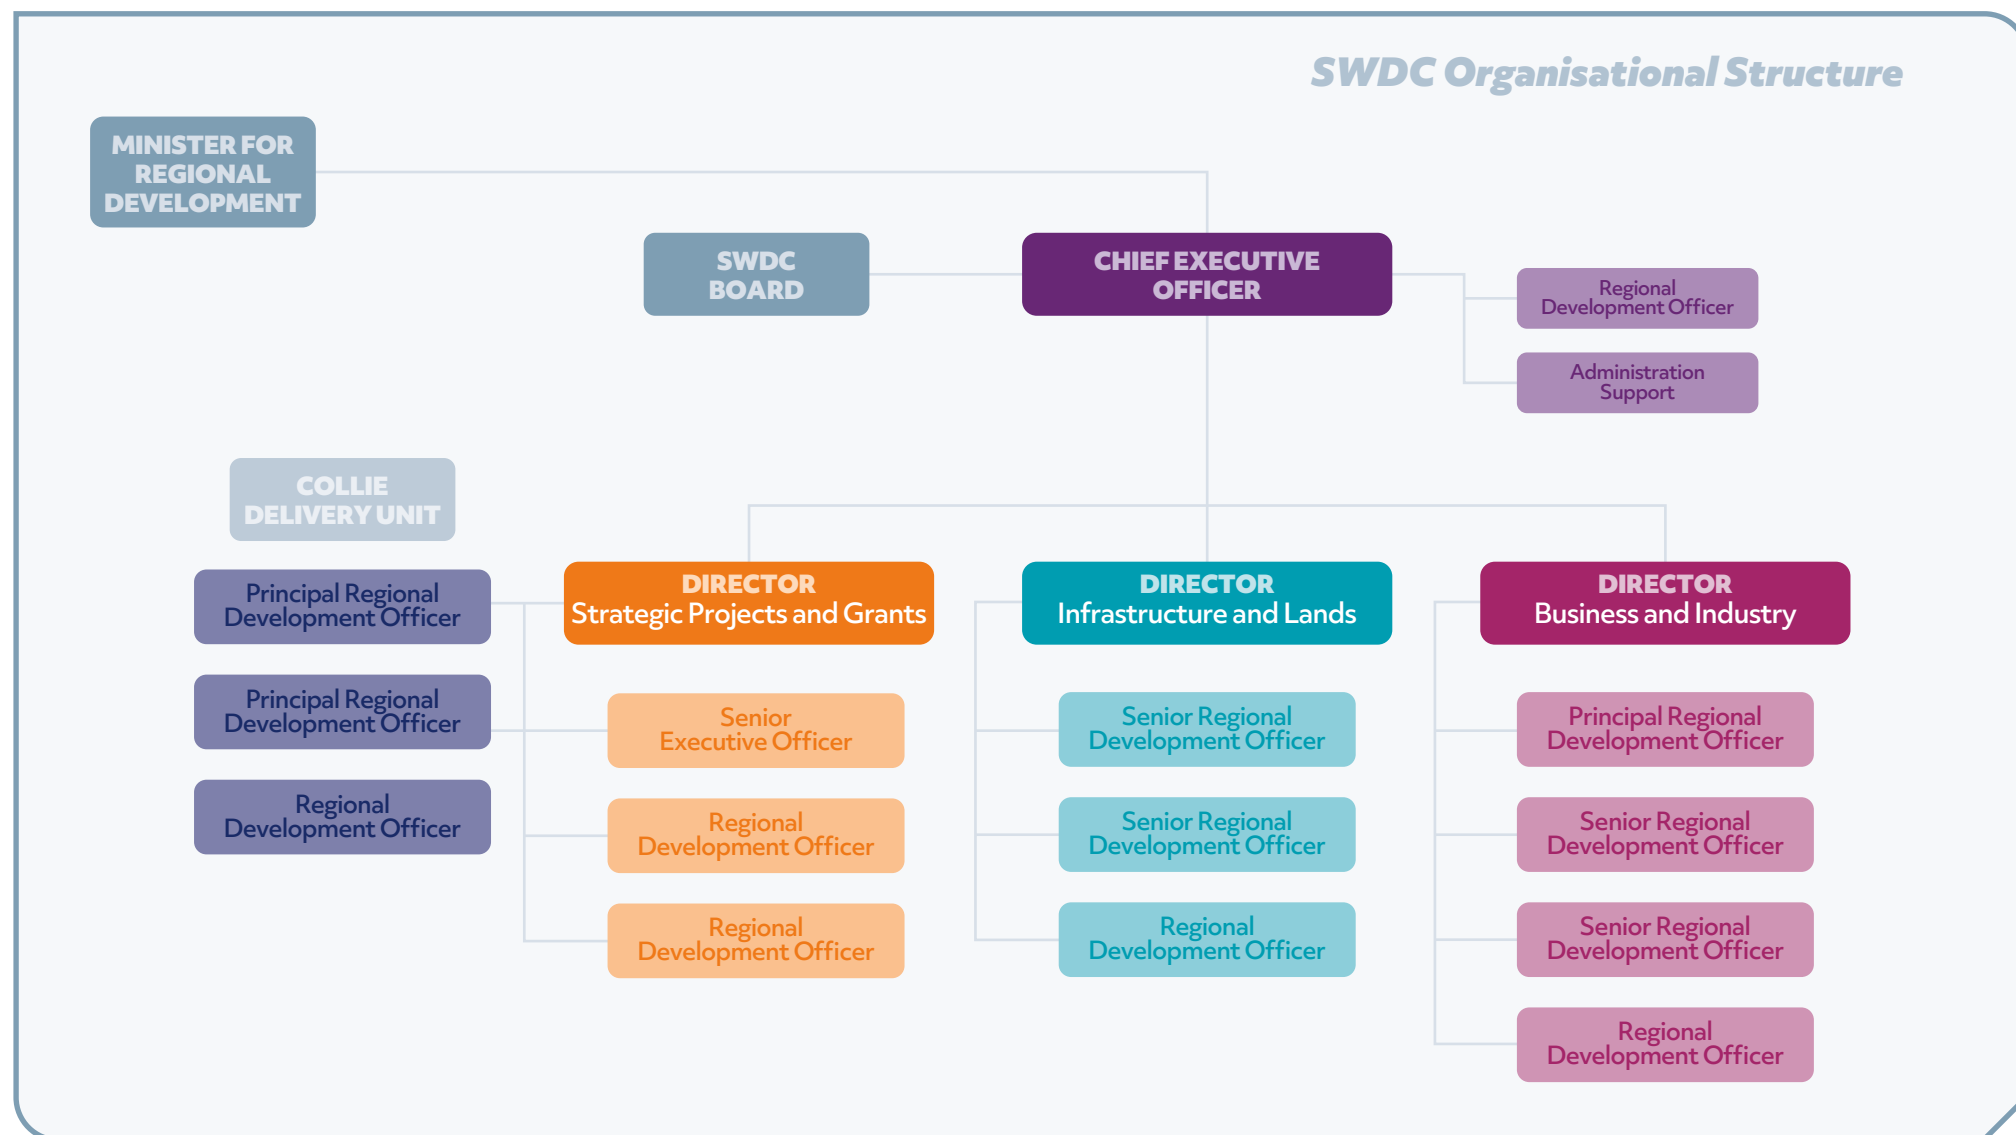 SWDC Organisational Structure
MINISTER FOR
REGIONAL
DEVELOPMENT
SWDC
BOARD
CHIEF EXECUTIVE
OFFICER
Regional
Development Officer
Administration
Support
COLLIE
DELIVERY UNIT
Principal Regional
Development Officer
Principal Regional
Development Officer
Regional
Development Officer
DIRECTOR
Strategic Projects and Grants
Senior
Executive Officer
Regional
Development Officer
Regional
Development Officer
DIRECTOR
Infrastructure and Lands
Senior Regional
Development Officer
Senior Regional
Development Officer
Regional
Development Officer
DIRECTOR
Business and Industry
Principal Regional
Development Officer
Senior Regional
Development Officer
Senior Regional
Development Officer
Regional
Development Officer